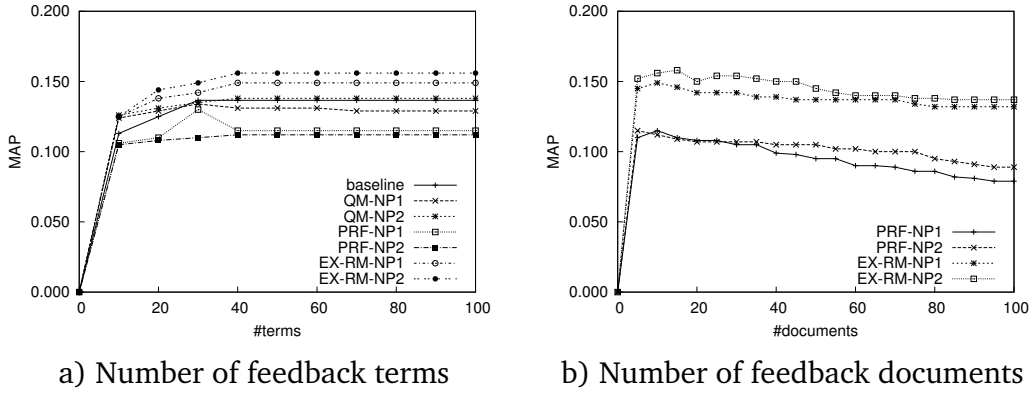 0.200
0.150
0.100
0.050
0.000
MAP
0 20 40 60 80 100
#terms
baseline
QM-NP1
QM-NP2
PRF-NP1
PRF-NP2
EX-RM-NP1
EX-RM-NP2
a) Number of feedback terms
0.200
0.150
0.100
0.050
0.000
MAP
0 20 40 60 80 100
#documents
PRF-NP1
PRF-NP2
EX-RM-NP1
EX-RM-NP2
b) Number of feedback documents